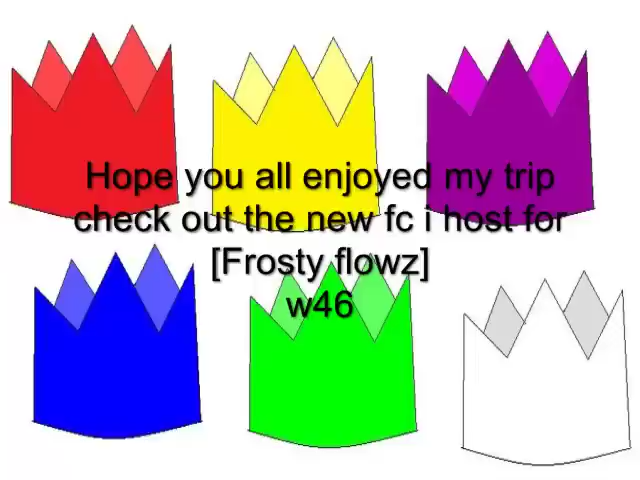 Hope you all enjoyed my trip
check out the new fc i host for
[Frosty flowz]
w46